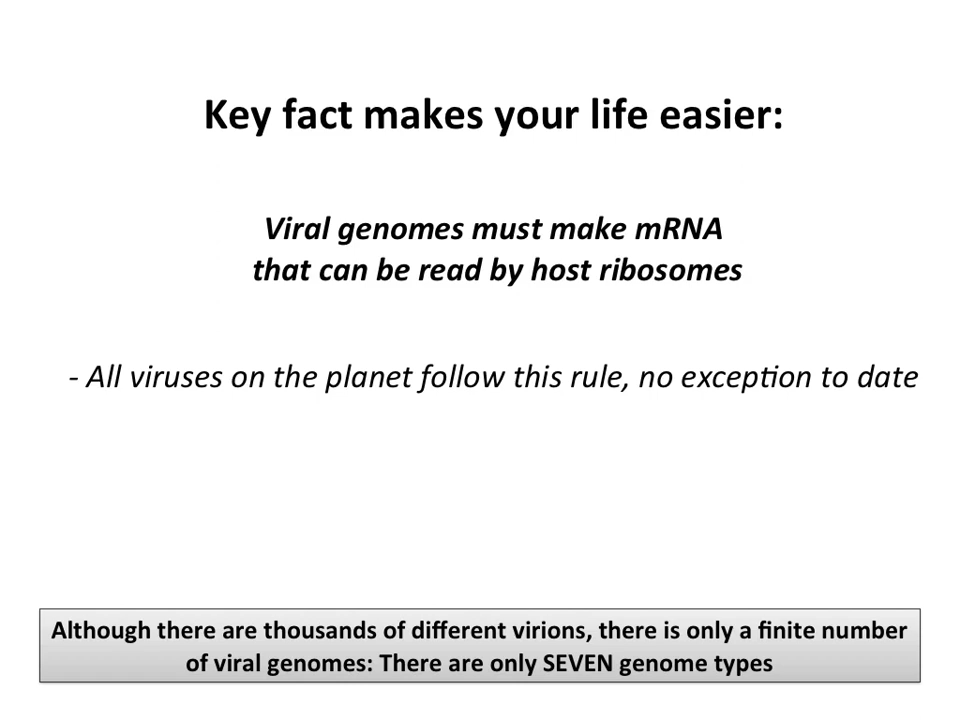 Key fact makes your life easier:
Viral genomes must make mRNA
that can be read by host ribosomes
- All viruses on the planet follow this rule, no exception to date
Although there are thousands of different virions, there is only a finite number
of viral genomes: There are only SEVEN genome types